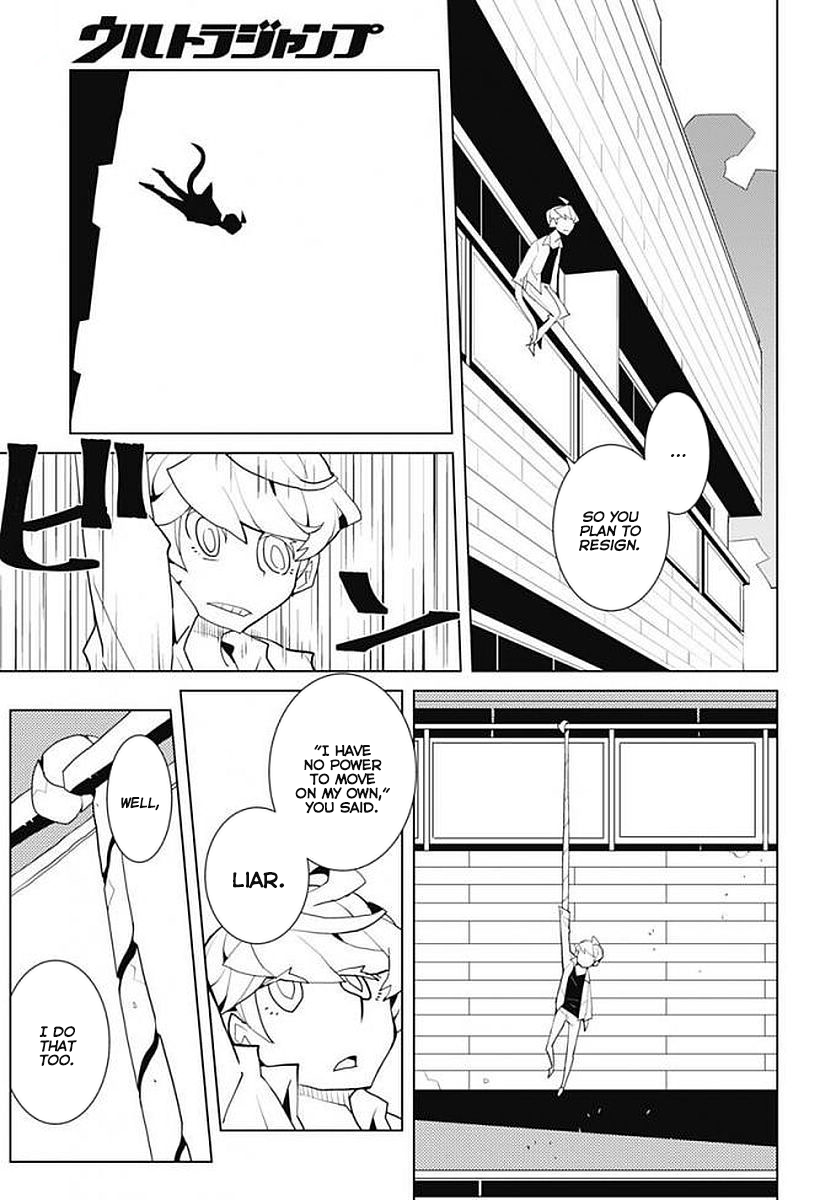 ウルトラジャンプ
...
SO YOU
PLAN TO
RESIGN.
ビン
"I HAVE
NO POWER
TO MOVE
ON MY OWN,"
YOU SAID.
LIAR.
WELL,
I DO
THAT
TOO.